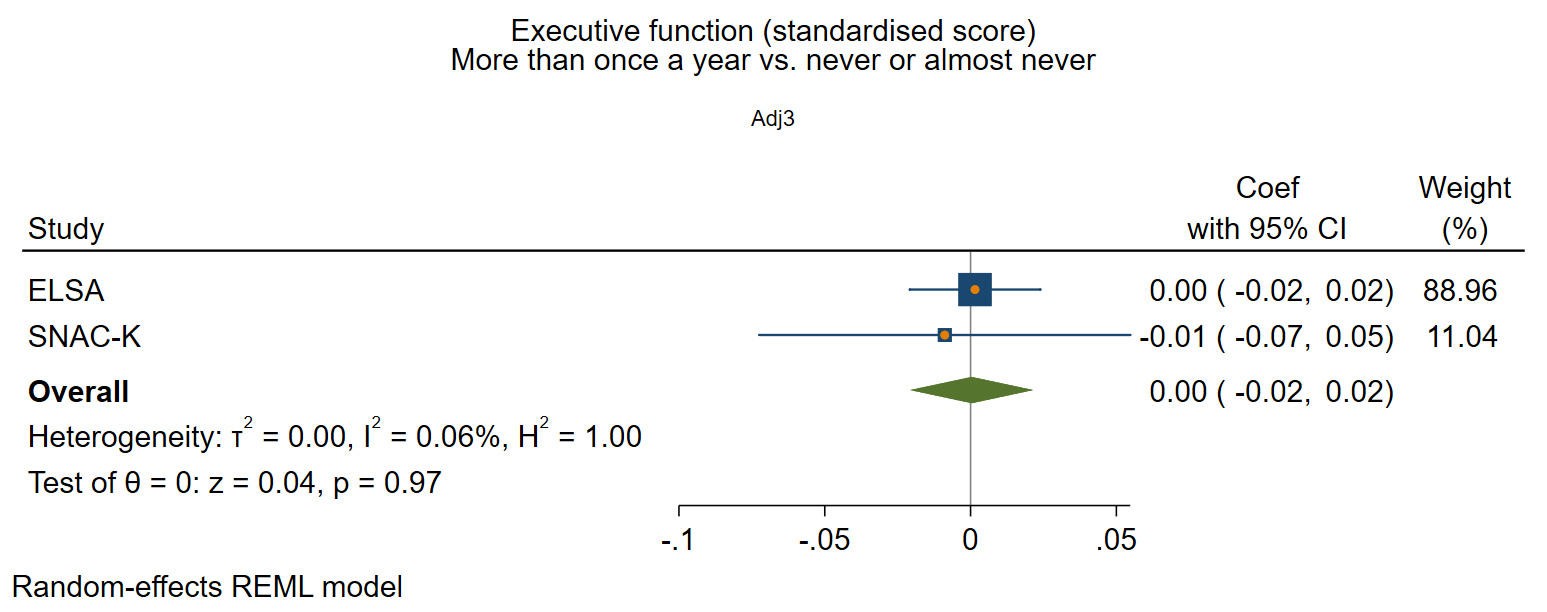 Executive function (standardised score)
More than once a year vs. never or almost never
Adj3
Coef Weight
Study with 95% CI (%)
ELSA 0.00 ( -0.02, 0.02) 88.96
SNAC-K -0.01 ( -0.07, 0.05) 11.04
Overall 0.00 ( -0.02, 0.02)
Heterogeneity: τ² = 0.00, I² = 0.06%, H² = 1.00
Test of θ = 0: z = 0.04, p = 0.97
-.1 -.05 0 .05
Random-effects REML model